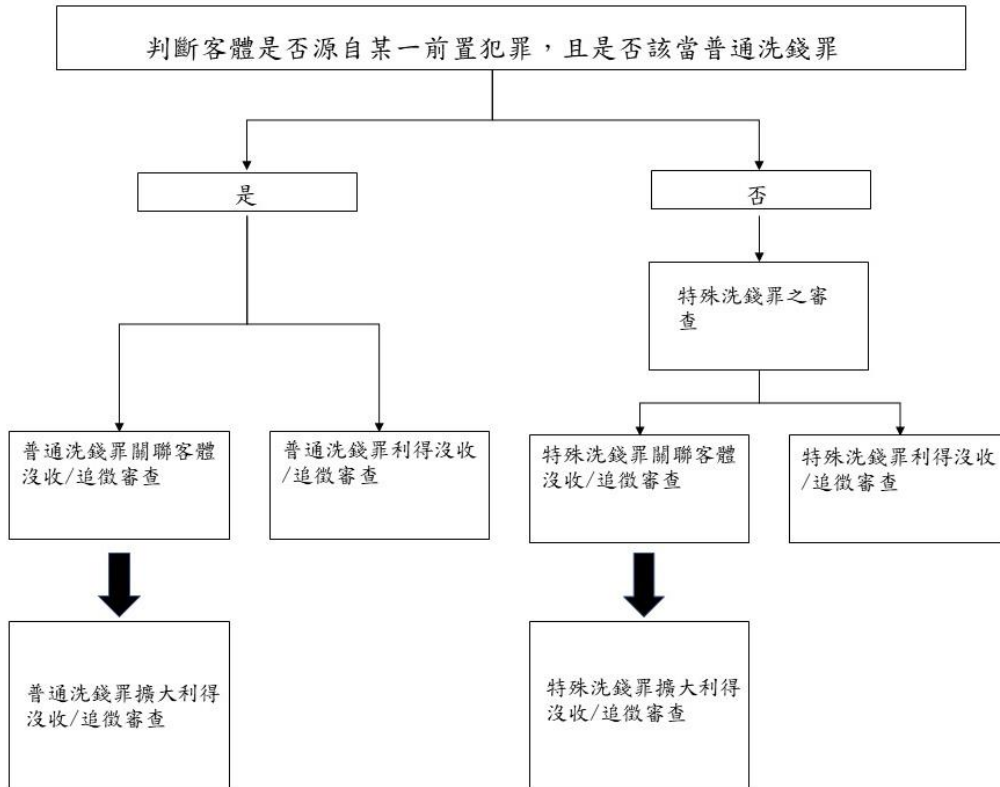 判斷客體是否源自某一前置犯罪，且是否該當普通洗錢罪
是
否
特殊洗錢罪之審
查
普通洗錢罪關聯客體
沒收/追徵審查
普通洗錢罪利得沒收
/追徵審查
特殊洗錢罪關聯客體
沒收/追徵審查
特殊洗錢罪利得沒收
/追徵審查
普通洗錢罪擴大利得
沒收/追徵審查
特殊洗錢罪擴大利得
沒收/追徵審查